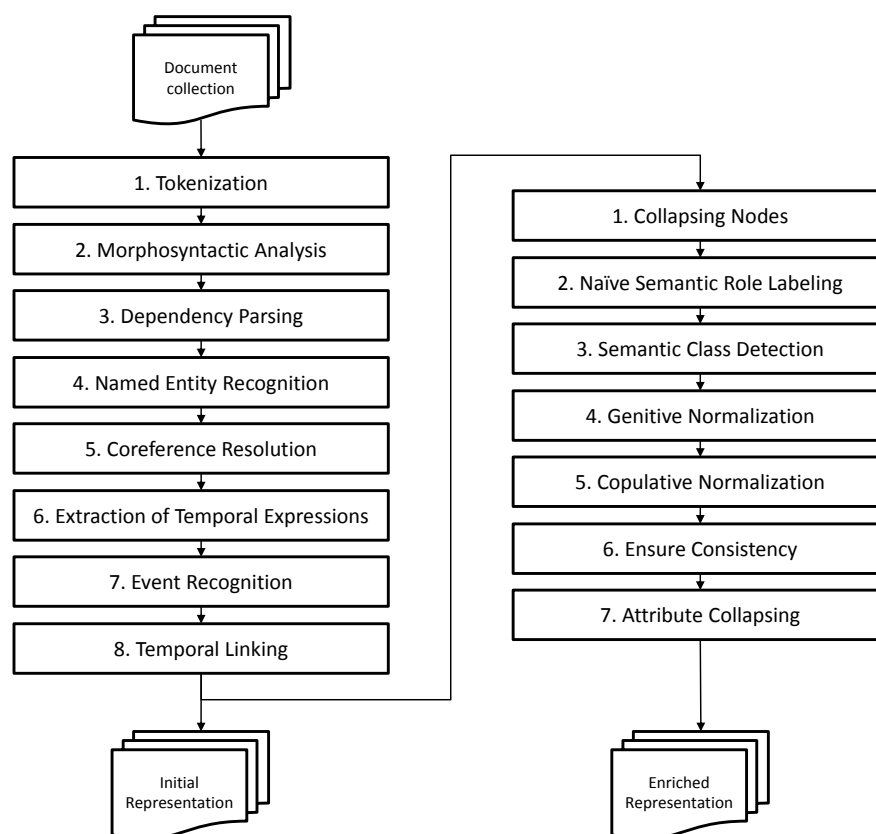 Document
collection
1. Tokenization
2. Morphosyntactic Analysis
3. Dependency Parsing
4. Named Entity Recognition
5. Coreference Resolution
6. Extraction of Temporal Expressions
7. Event Recognition
8. Temporal Linking
Initial
Representation
1. Collapsing Nodes
2. Naïve Semantic Role Labeling
3. Semantic Class Detection
4. Genitive Normalization
5. Copulative Normalization
6. Ensure Consistency
7. Attribute Collapsing
Enriched
Representation